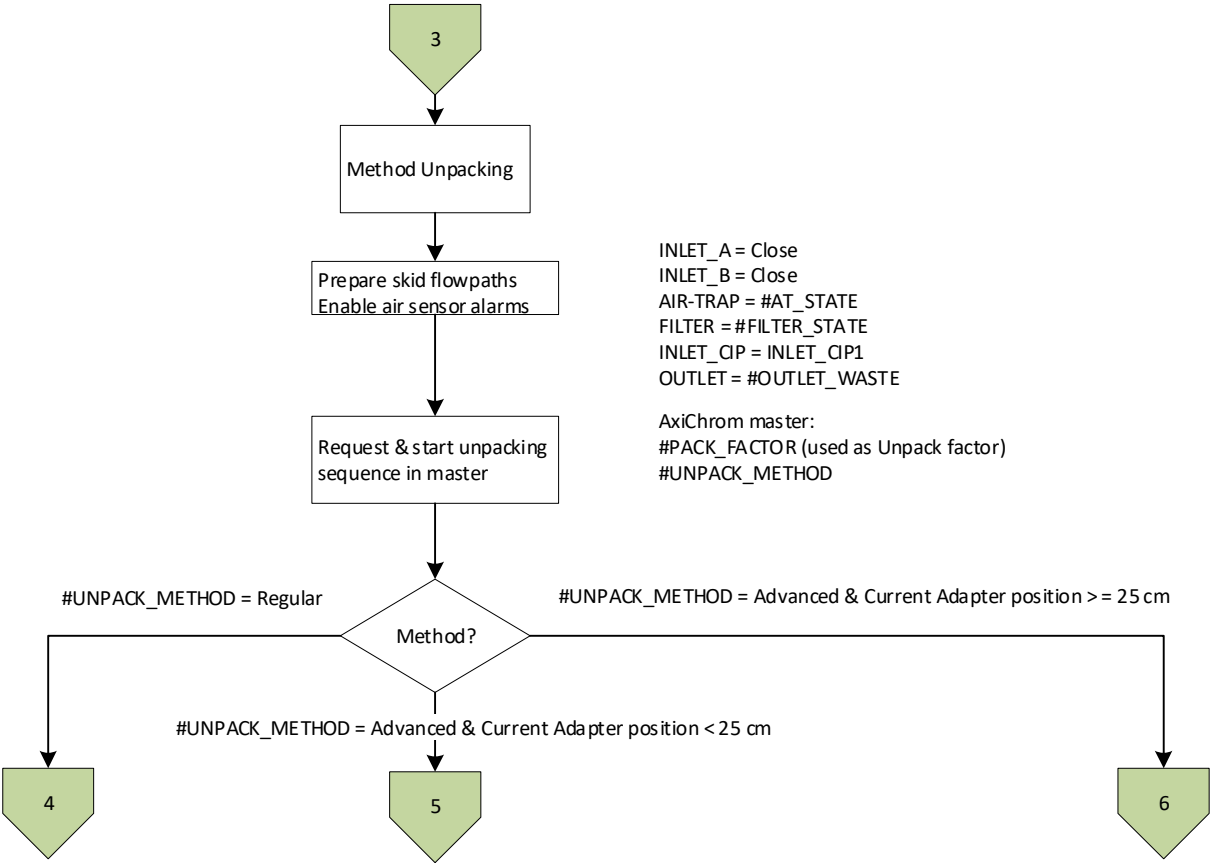 3
Method Unpacking
Prepare skid flowpaths
Enable air sensor alarms
INLET_A = Close
INLET_B = Close
AIR-TRAP = #AT_STATE
FILTER = #FILTER_STATE
INLET_CIP = INLET_CIP1
OUTLET = #OUTLET_WASTE
Request & start unpacking
sequence in master
AxiChrom master:
#PACK_FACTOR (used as Unpack factor)
#UNPACK_METHOD
#UNPACK_METHOD = Regular
#UNPACK_METHOD = Advanced & Current Adapter position >= 25 cm
Method?
#UNPACK_METHOD = Advanced & Current Adapter position < 25 cm
4
5
6